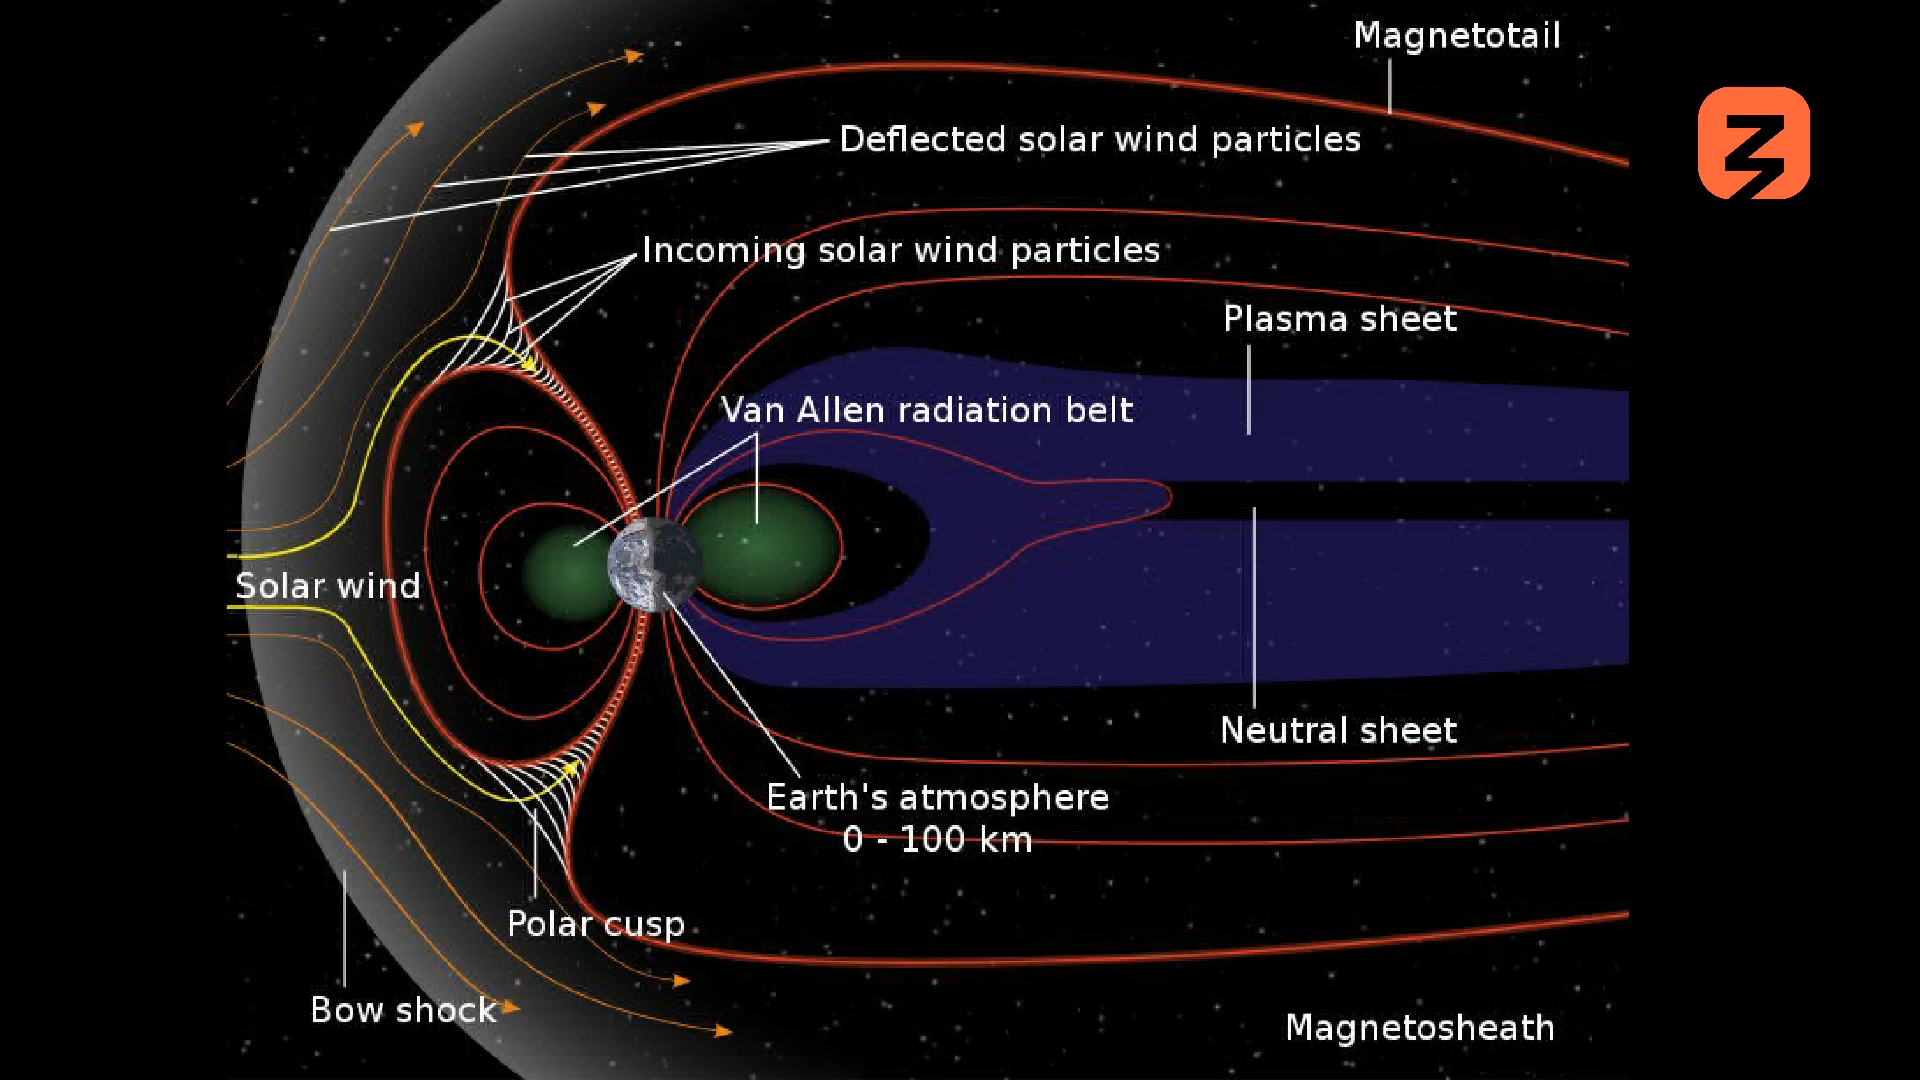 Magnetotail
Deflected solar wind particles
Incoming solar wind particles
Plasma sheet
Van Allen radiation belt
Solar wind
Neutral sheet
Earth's atmosphere
0 - 100 km
Polar cusp
Bow shock
Magnetosheath